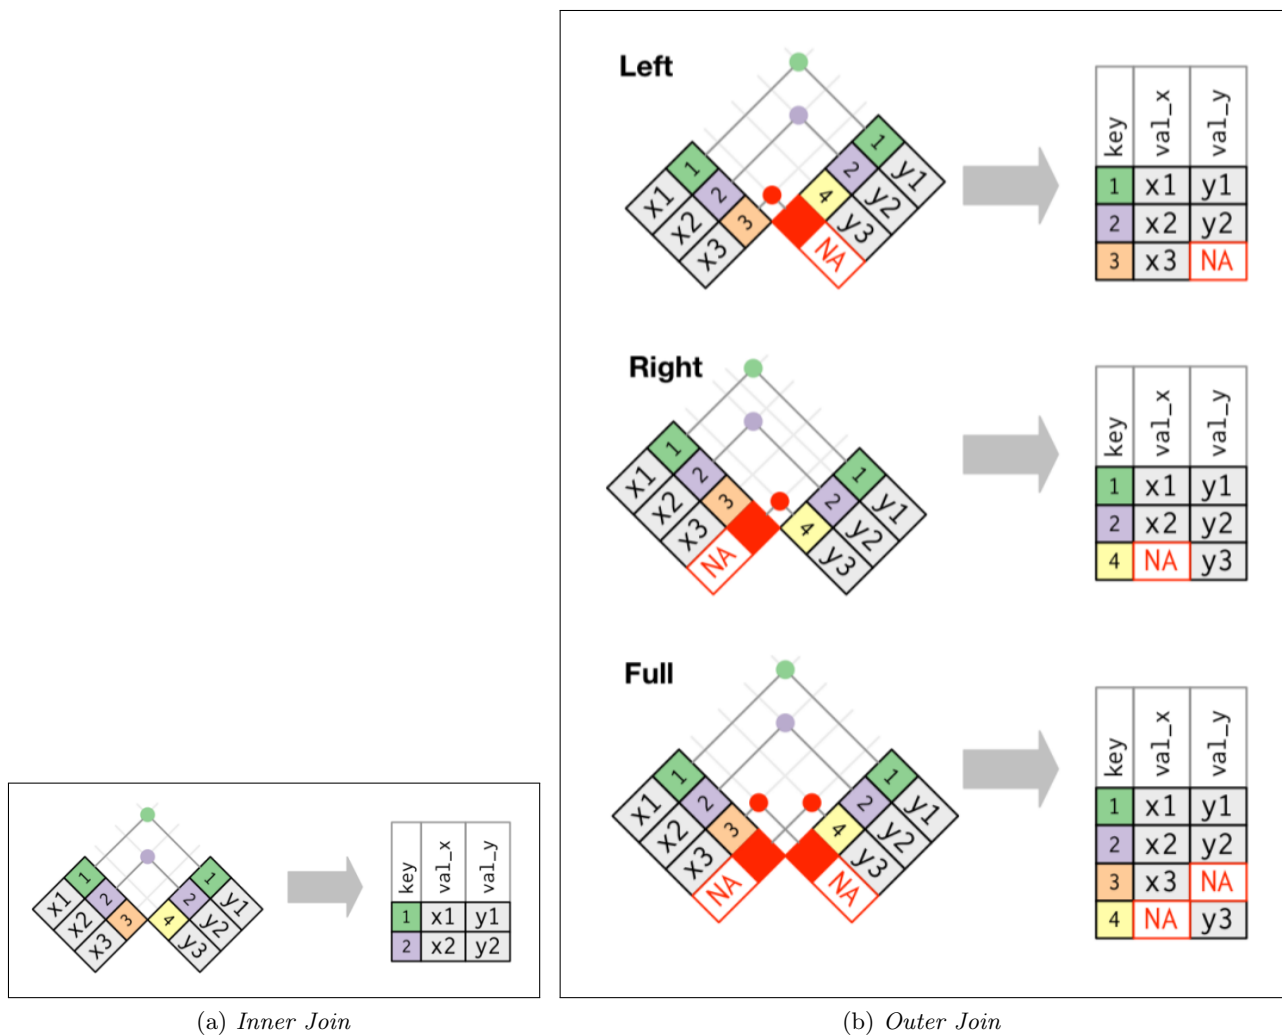 Left
1 x1
2 x2
3 x3
1 y1
2 y2
4 y3
NA
key val_x val_y
1 x1 y1
2 x2 y2
3 x3 NA
Right
1 x1
2 x2
3 x3
NA
1 y1
2 y2
4 y3
key val_x val_y
1 x1 y1
2 x2 y2
4 NA y3
Full
1 x1
2 x2
3 x3
NA
1 y1
2 y2
4 y3
NA
key val_x val_y
1 x1 y1
2 x2 y2
3 x3 NA
4 NA y3
1 x1
2 x2
3 x3
1 y1
2 y2
4 y3
key val_x val_y
1 x1 y1
2 x2 y2
(a) Inner Join
(b) Outer Join